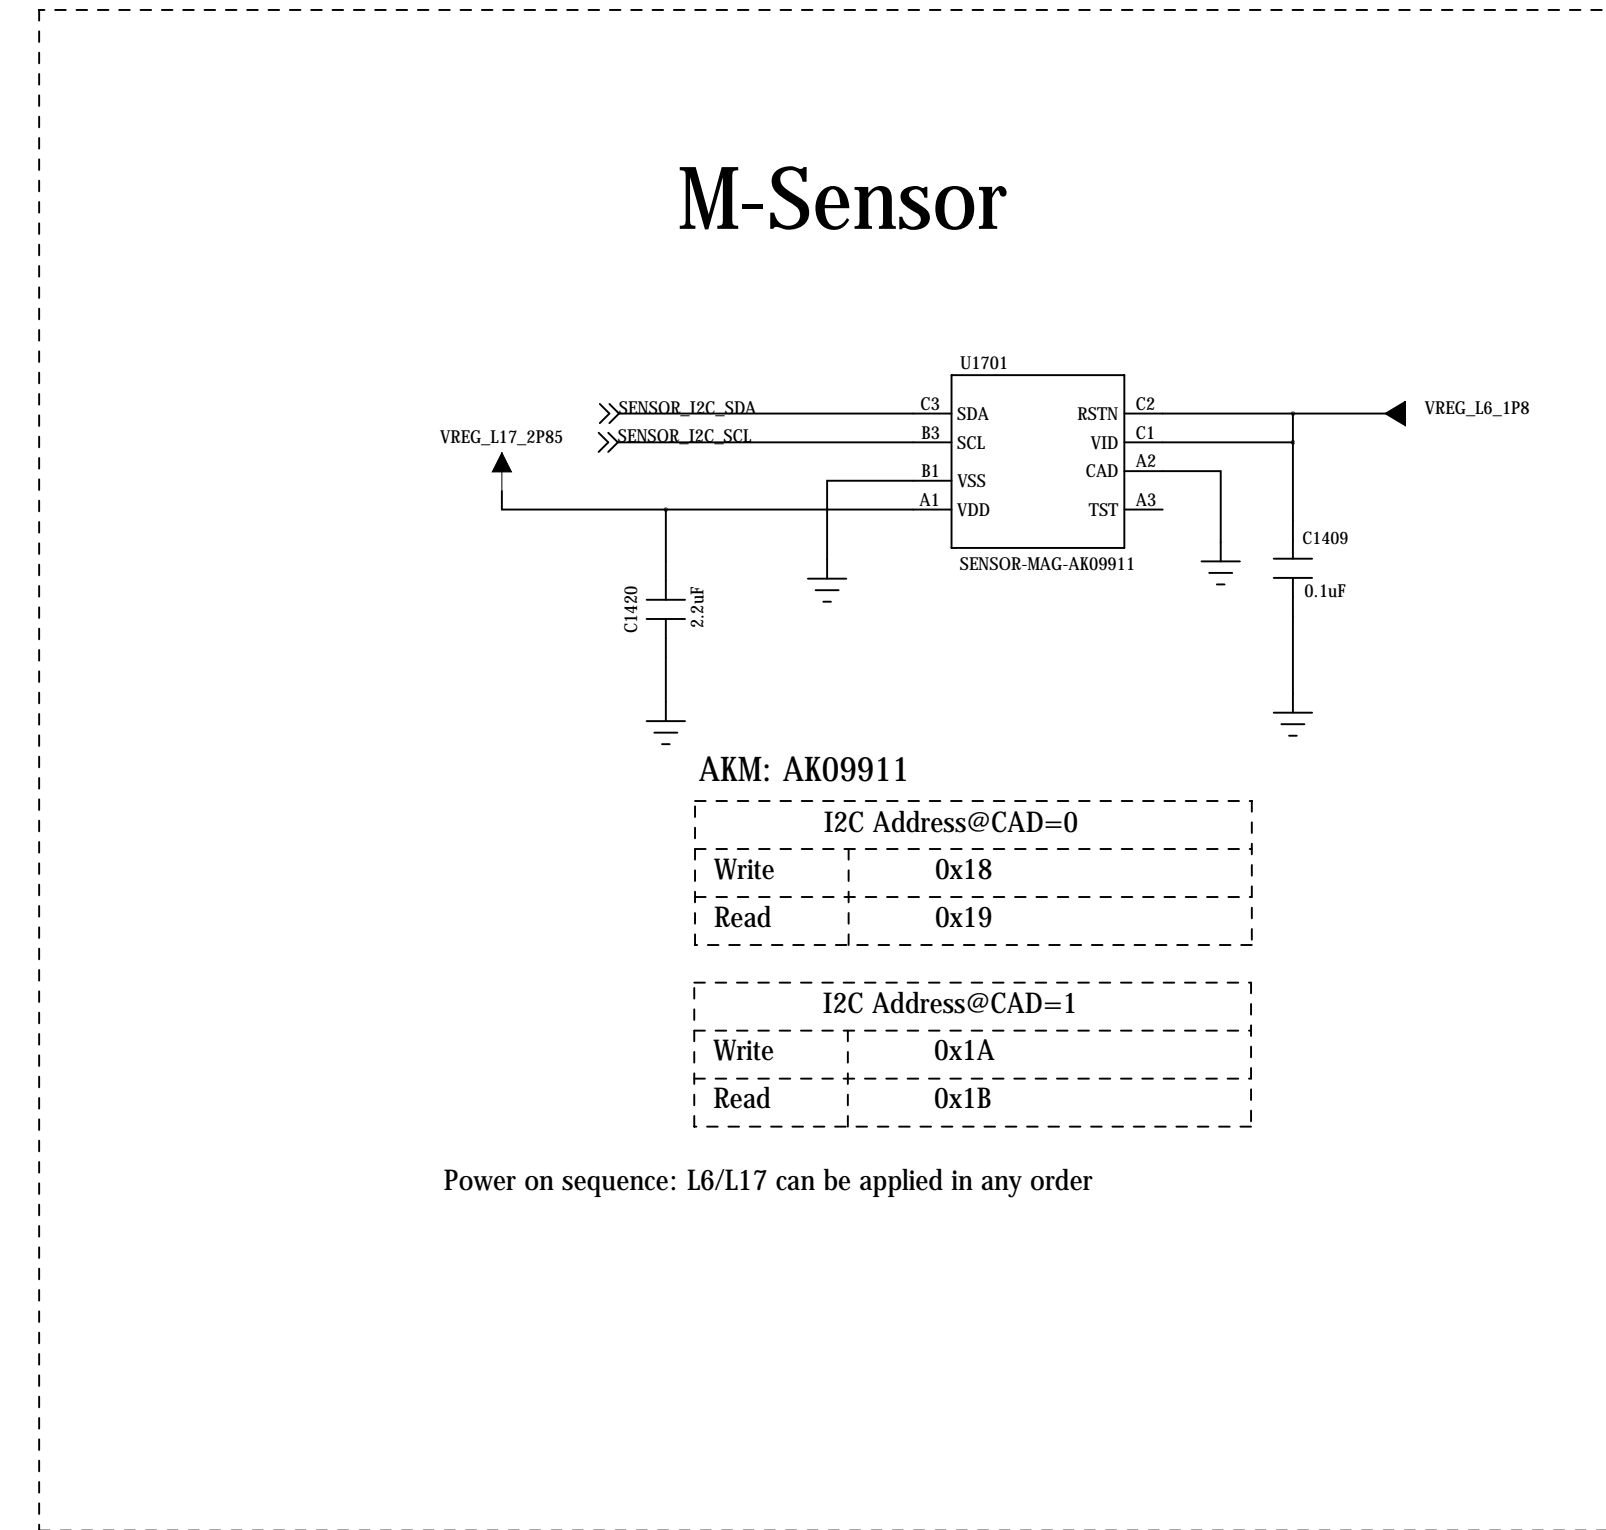 M-Sensor
U1701
SENSOR_I2C_SDA
C3
SDA
RSTN
C2
VREG_L6_1P8
VREG_L17_2P85
SENSOR_I2C_SCL
B3
SCL
VID
C1
B1
VSS
CAD
A2
A1
VDD
TST
A3
SENSOR-MAG-AK09911
C1409
0.1uF
C1420
2.2uF
AKM: AK09911
I2C Address@CAD=0
Write 0x18
Read 0x19
I2C Address@CAD=1
Write 0x1A
Read 0x1B
Power on sequence: L6/L17 can be applied in any order